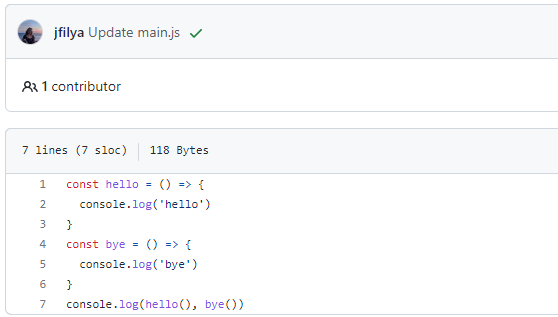 jfilya Update main.js
1 contributor
7 lines (7 sloc) 118 Bytes
1 const hello = () => {
2   console.log('hello')
3 }
4 const bye = () => {
5   console.log('bye')
6 }
7 console.log(hello(), bye())